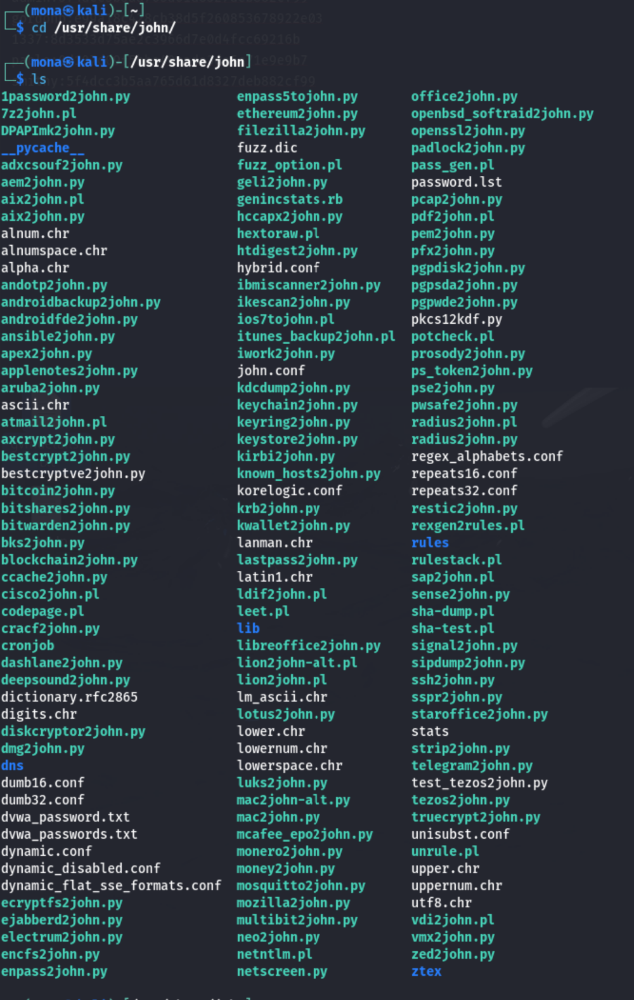 (mona㉿kali)-[~]
$ cd /usr/share/john/
(mona㉿kali)-[/usr/share/john]
$ ls
1password2john.py enpass5tojohn.py office2john.py
7z2john.pl ethereum2john.py openbsd_softraid2john.py
DPAPImk2john.py filezilla2john.py openssl2john.py
__pycache__ fuzz.dic padlock2john.py
adxcsouf2john.py fuzz_option.pl pass_gen.pl
aem2john.py geli2john.py password.lst
aix2john.pl genincstats.rb pcap2john.py
aix2john.py hccapx2john.py pdf2john.pl
alnum.chr hextoraw.pl pem2john.py
alnumspace.chr htdigest2john.py pfx2john.py
alpha.chr hybrid.conf pgpdisk2john.py
andotp2john.py ibmiscanner2john.py pgpsda2john.py
androidbackup2john.py ikescan2john.py pgpwde2john.py
androidfde2john.py ios7tojohn.pl pkcs12kdf.py
ansible2john.py itunes_backup2john.pl potcheck.pl
apex2john.py iwork2john.py prosody2john.py
applenotes2john.py john.conf ps_token2john.py
aruba2john.py kdcdump2john.py pse2john.py
ascii.chr keychain2john.py pwsafe2john.py
atmail2john.pl keyring2john.py radius2john.pl
axcrypt2john.py keystore2john.py radius2john.py
bestcrypt2john.py kirbi2john.py regex_alphabets.conf
bestcryptve2john.py known_hosts2john.py repeats16.conf
bitcoin2john.py korelogic.conf repeats32.conf
bitshares2john.py krb2john.py restic2john.py
bitwarden2john.py kwallet2john.py rexgen2rules.pl
bks2john.py lanman.chr rules
blockchain2john.py lastpass2john.py rulestack.pl
ccache2john.py latin1.chr sap2john.pl
cisco2john.pl ldif2john.pl sense2john.py
codepage.pl leet.pl sha-dump.pl
cracf2john.py lib sha-test.pl
cronjob libreoffice2john.py signal2john.py
dashlane2john.py lion2john-alt.pl sipdump2john.py
deepsound2john.py lion2john.pl ssh2john.py
dictionary.rfc2865 lm_ascii.chr sspr2john.py
digits.chr lotus2john.py staroffice2john.py
diskcryptor2john.py lower.chr stats
dmg2john.py lowernum.chr strip2john.py
dns lowerspace.chr telegram2john.py
dumb16.conf luks2john.py test_tezos2john.py
dumb32.conf mac2john-alt.py tezos2john.py
dvwa_password.txt mac2john.py truecrypt2john.py
dvwa_passwords.txt mcafee_epo2john.py unisubst.conf
dynamic.conf monero2john.py unrule.pl
dynamic_disabled.conf money2john.py upper.chr
dynamic_flat_sse_formats.conf mosquitto2john.py uppernum.chr
ecryptfs2john.py mozilla2john.py utf8.chr
ejabberd2john.py multibit2john.py vdi2john.pl
electrum2john.py neo2john.py vmx2john.py
encfs2john.py netntlm.pl zed2john.py
enpass2john.py netscreen.py ztex